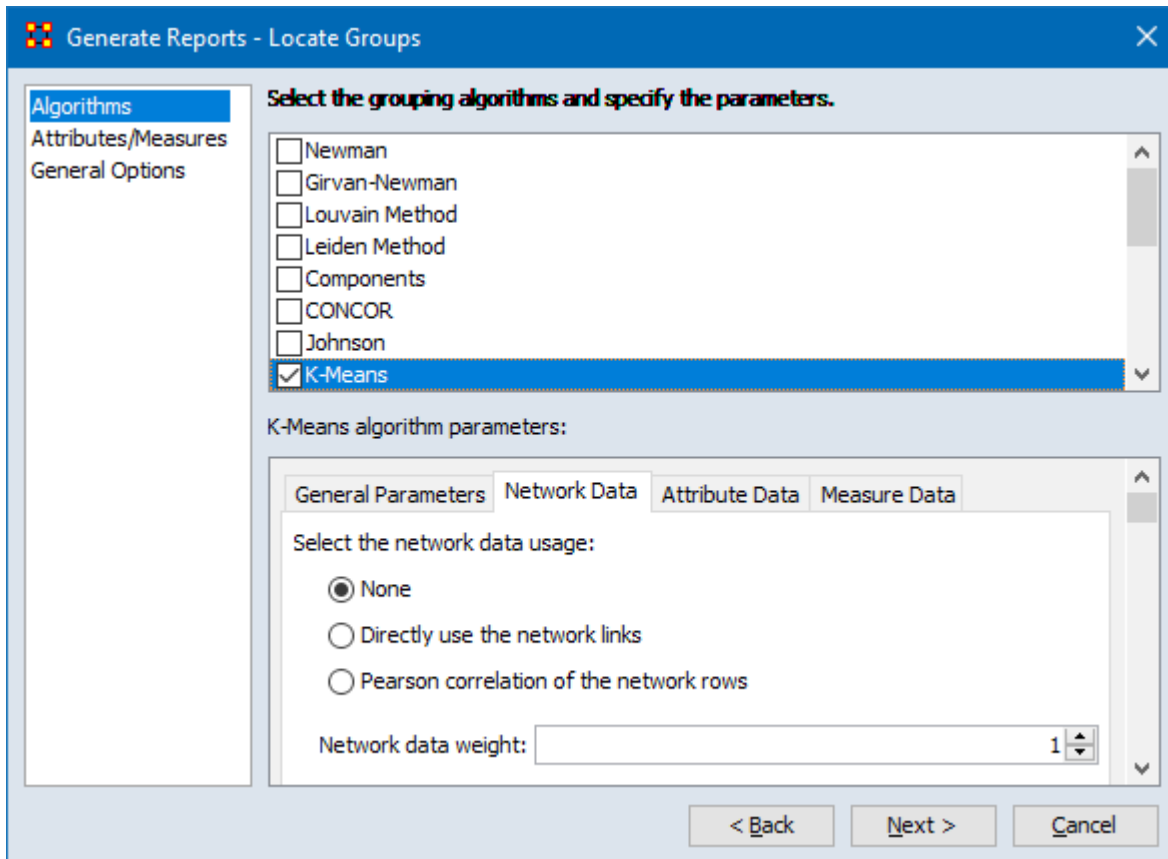 Generate Reports - Locate Groups
Algorithms
Attributes/Measures
General Options
Select the grouping algorithms and specify the parameters.
Newman
Girvan-Newman
Louvain Method
Leiden Method
Components
CONCOR
Johnson
K-Means
K-Means algorithm parameters:
General Parameters Network Data Attribute Data Measure Data
Select the network data usage:
None
Directly use the network links
Pearson correlation of the network rows
Network data weight: 1
< Back Next > Cancel